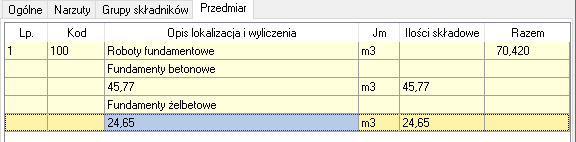 Ogólne Narzuty Grupy składników Przedmiar
Lp. Kod Opis lokalizacja i wyliczenia Jm Ilości składowe Razem
1 100 Roboty fundamentowe m3 70,420
Fundamenty betonowe
45,77 m3 45,77
Fundamenty żelbetowe
24,65 m3 24,65